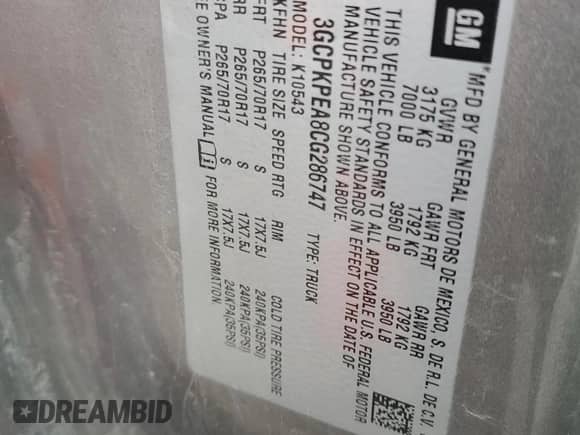 GM MFD BY GENERAL MOTORS DE MEXICO, S. DE R.L. DE C.V.
GVWR GAWR FRT GAWR RR
3175 KG 1792 KG 1792 KG
7000 LB 3950 LB 3950 LB
THIS VEHICLE CONFORMS TO ALL APPLICABLE U.S. FEDERAL MOTOR
VEHICLE SAFETY STANDARDS IN EFFECT ON THE DATE OF
MANUFACTURE SHOWN ABOVE.
3GCPKPEA8CG286747 TYPE: TRUCK
MODEL: K10543
KFHN TIRE SIZE SPEED RTG RIM COLD TIRE PRESSURE
FRT P265/70R17 S 17X7.5J 240KPA(35PSI)
RR P265/70R17 S 17X7.5J 240KPA(35PSI)
SPA P265/70R17 S 17X7.5J 240KPA(35PSI)
OWNER'S MANUAL FOR MORE INFORMATION
DREAMBID